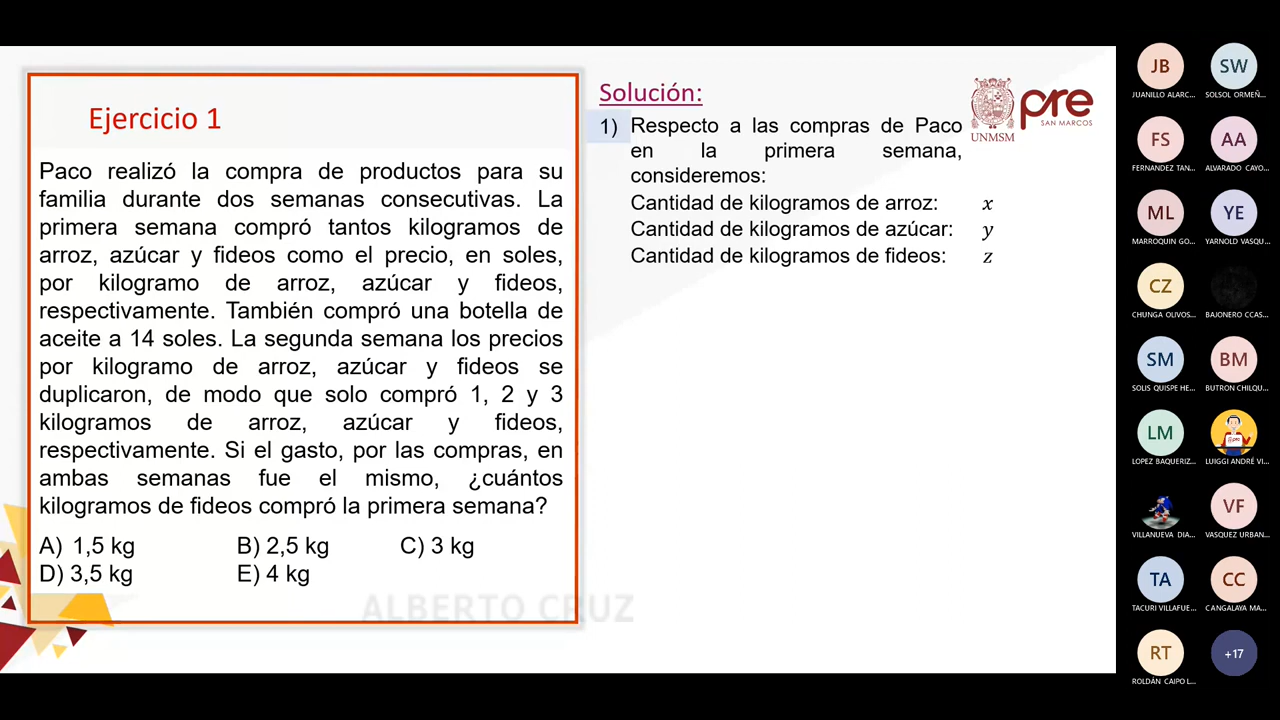 Ejercicio 1
Paco realizó la compra de productos para su
familia durante dos semanas consecutivas. La
primera semana compró tantos kilogramos de
arroz, azúcar y fideos como el precio, en soles,
por kilogramo de arroz, azúcar y fideos,
respectivamente. También compró una botella de
aceite a 14 soles. La segunda semana los precios
por kilogramo de arroz, azúcar y fideos se
duplicaron, de modo que solo compró 1, 2 y 3
kilogramos de arroz, azúcar y fideos,
respectivamente. Si el gasto, por las compras, en
ambas semanas fue el mismo, ¿cuántos
kilogramos de fideos compró la primera semana?
A) 1,5 kg B) 2,5 kg C) 3 kg
D) 3,5 kg E) 4 kg
ALBERTO CRUZ
Solución:
1) Respecto a las compras de Paco
en la primera semana,
consideremos:
Cantidad de kilogramos de arroz: x
Cantidad de kilogramos de azúcar: y
Cantidad de kilogramos de fideos: z
UNMSM
pre
SAN MARCOS
JB SW
JUANILLO ALARC... SOLSOL ORMEÑ...
FS AA
FERNANDEZ TAN... ALVARADO CAYO...
ML YE
MARROQUIN GO... YARNOLD VASQU...
CZ
CHUNGA OLIVOS... BAJONERO CCAS...
SM BM
SOLIS QUISPE HE... BUTRON CHILQU...
LM
LOPEZ BAQUERIZ... LUIGGI ANDRÉ VI...
VF
VILLANUEVA DIA... VASQUEZ URBAN...
TA CC
TACURI VILLAFUE... CANGALAYA MA...
RT +17
ROLDÁN CAIPO L...